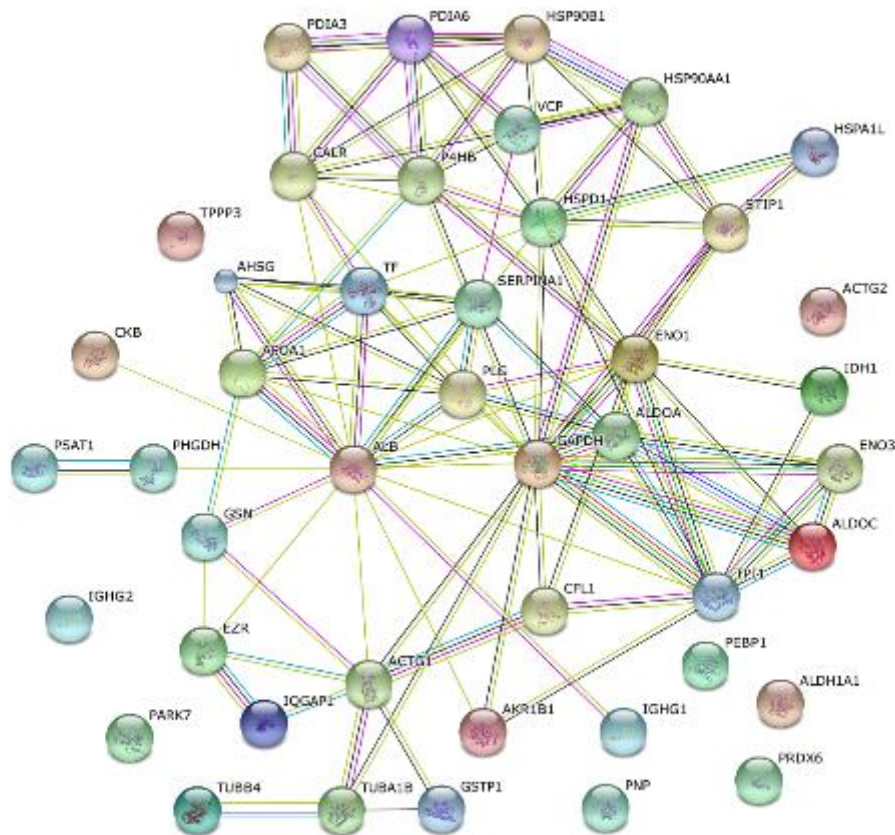 PDIA3
PDIA6
HSP90B1
HSP90AA1
VCP
HSPA1L
CALR
P4HB
HSPD1
STIP1
TPPP3
AHSG
TF
SERPINA1
ACTG2
CKB
APOA1
PLG
ENO1
IDH1
ALDOA
PSAT1
PHGDH
ALB
GAPDH
ENO3
GSN
ALDOC
TPI1
IGHG2
CFL1
EZR
ACTG1
PEBP1
IQGAP1
AKR1B1
IGHG1
ALDH1A1
PARK7
PRDX6
TUBB4
TUBA1B
GSTP1
PNP